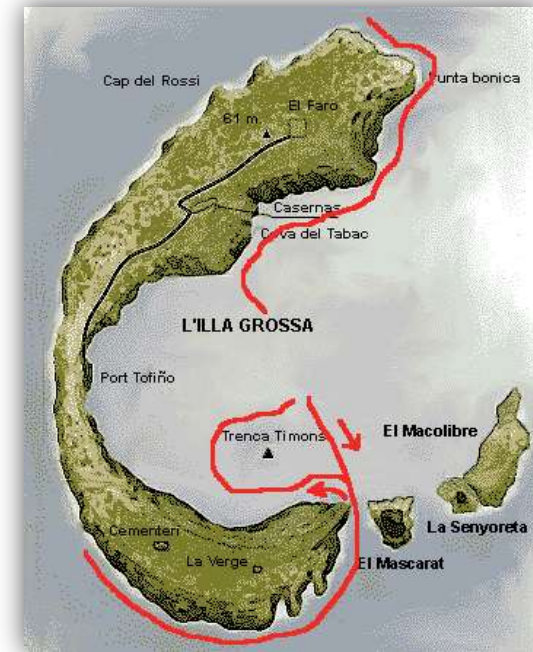 Cap del Rossi
Punta bonica
El Faro
61 m
Casernas
Cova del Tabac
L'ILLA GROSSA
Port Tofiño
Trenca Timons
El Macolibre
La Senyoreta
El Mascarat
Cementeri
La Verge